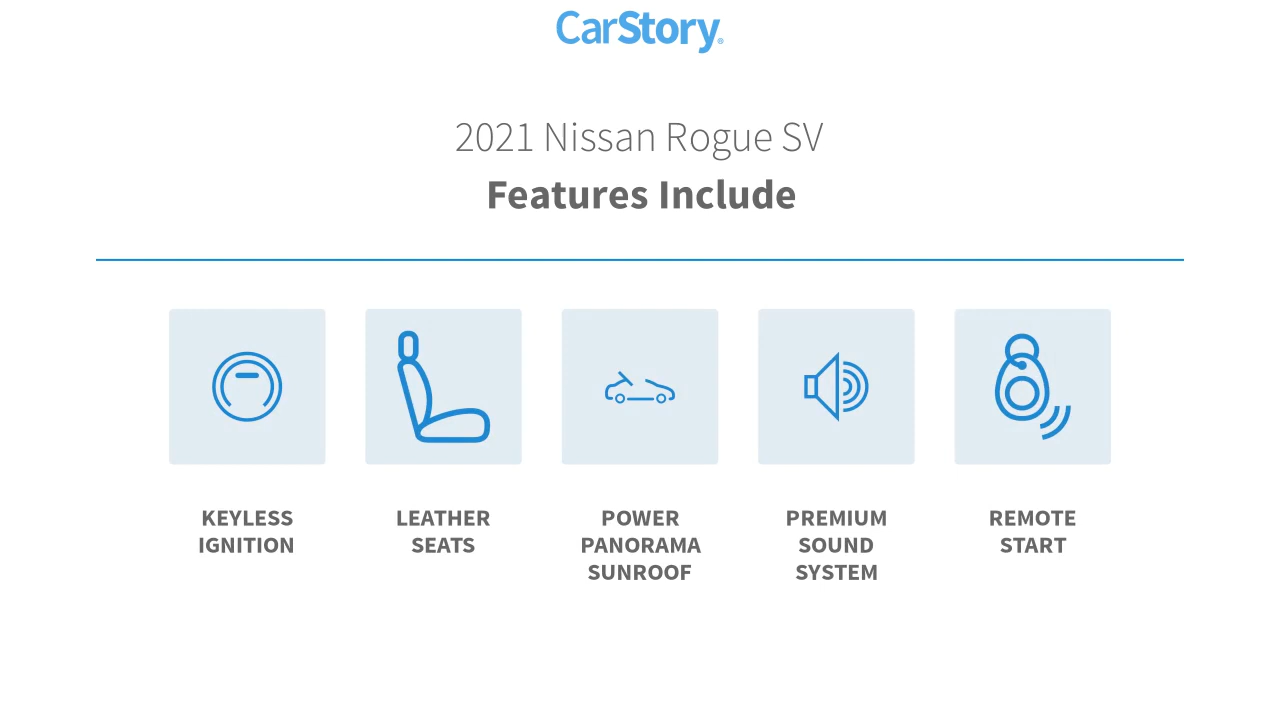 CarStory®
2021 Nissan Rogue SV
Features Include
KEYLESS
IGNITION
LEATHER
SEATS
POWER
PANORAMA
SUNROOF
PREMIUM
SOUND
SYSTEM
REMOTE
START